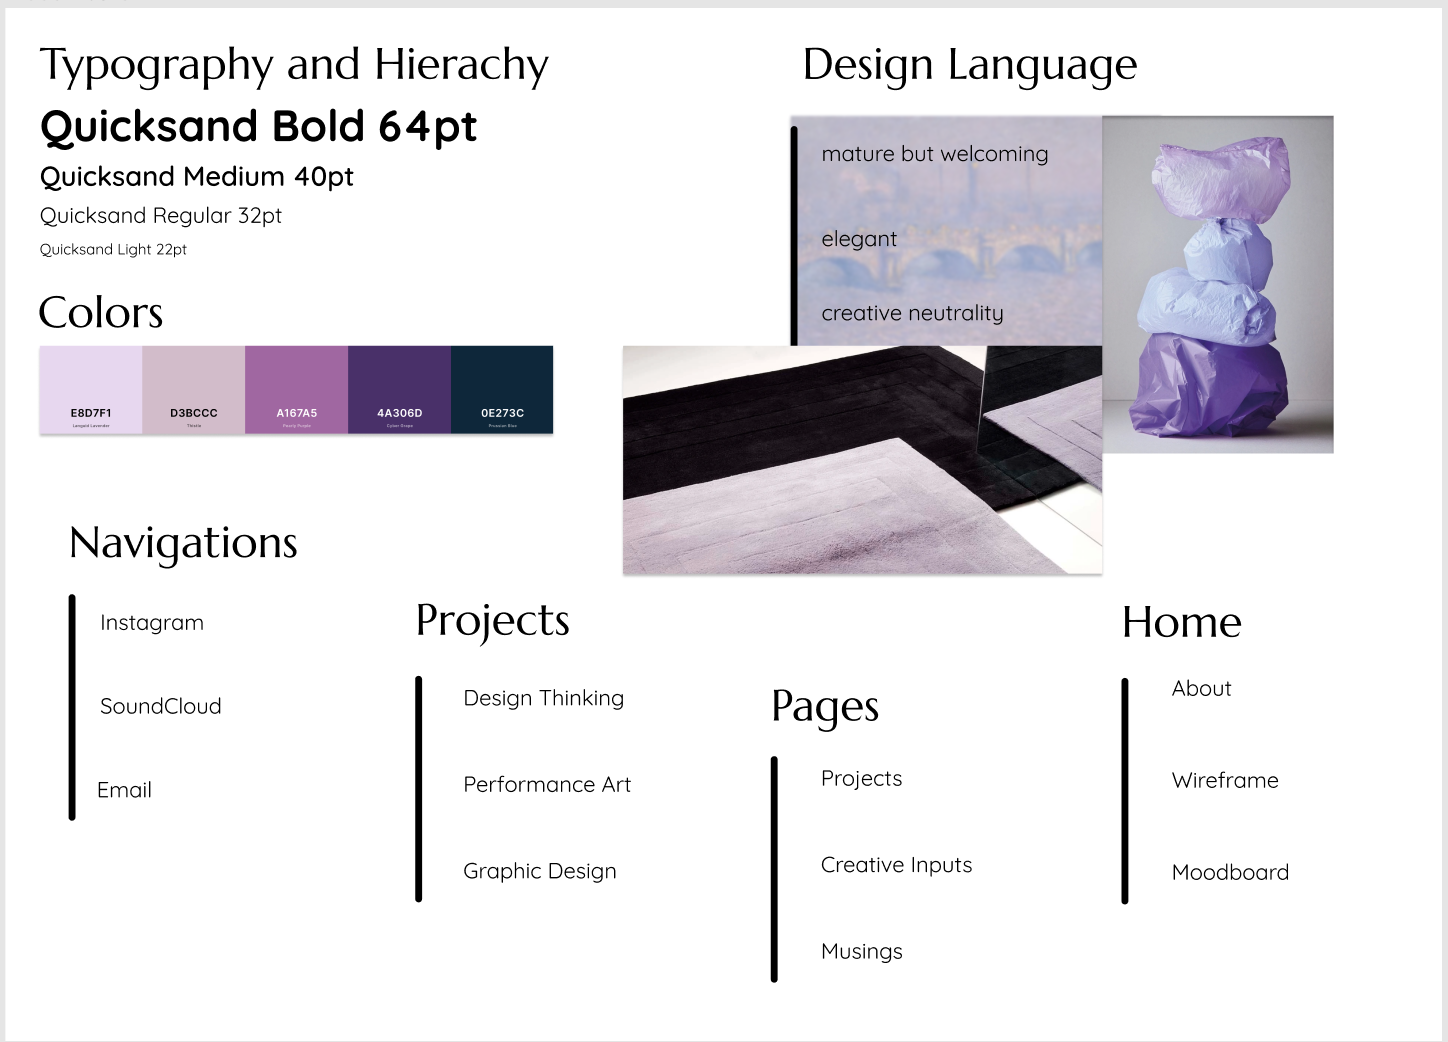 Typography and Hierachy
Quicksand Bold 64pt
Quicksand Medium 40pt
Quicksand Regular 32pt
Quicksand Light 22pt
Colors
E8D7F1
Languid Lavender
D3BCCC
Thistle
A167A5
Pearly Purple
4A306D
Cyber Grape
0E273C
Prussian Blue
Design Language
mature but welcoming
elegant
creative neutrality
Navigations
Instagram
SoundCloud
Email
Projects
Design Thinking
Performance Art
Graphic Design
Pages
Projects
Creative Inputs
Musings
Home
About
Wireframe
Moodboard